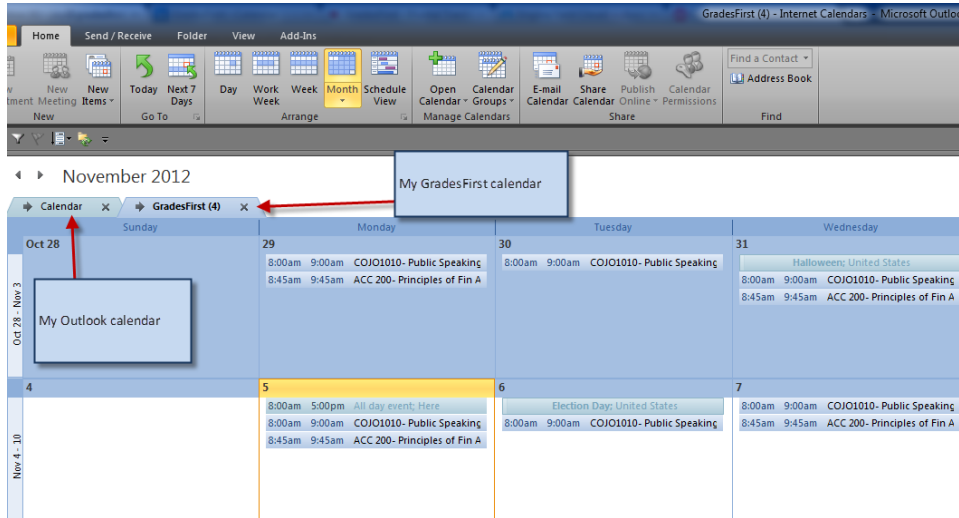 GradesFirst (4) - Internet Calendars - Microsoft Outloo
Home Send / Receive Folder View Add-Ins
New Meeting
New Items
Today
Next 7 Days
Day
Work Week
Week
Month
Schedule View
Open Calendar
Calendar Groups
E-mail Calendar
Share Calendar
Publish Online
Calendar Permissions
Find a Contact
Address Book
New Go To Arrange Manage Calendars Share Find
November 2012
My GradesFirst calendar
Calendar x GradesFirst (4) x
Sunday Monday Tuesday Wednesday
Oct 28 29 30 31
Halloween; United States
8:00am 9:00am COJO1010- Public Speaking
8:45am 9:45am ACC 200- Principles of Fin A
8:00am 9:00am COJO1010- Public Speaking
8:00am 9:00am COJO1010- Public Speaking
8:45am 9:45am ACC 200- Principles of Fin A
Oct 28 - Nov 3
My Outlook calendar
4 5 6 7
8:00am 5:00pm All day event; Here
8:00am 9:00am COJO1010- Public Speaking
8:45am 9:45am ACC 200- Principles of Fin A
Election Day; United States
8:00am 9:00am COJO1010- Public Speaking
8:00am 9:00am COJO1010- Public Speaking
8:45am 9:45am ACC 200- Principles of Fin A
Nov 4 - 10